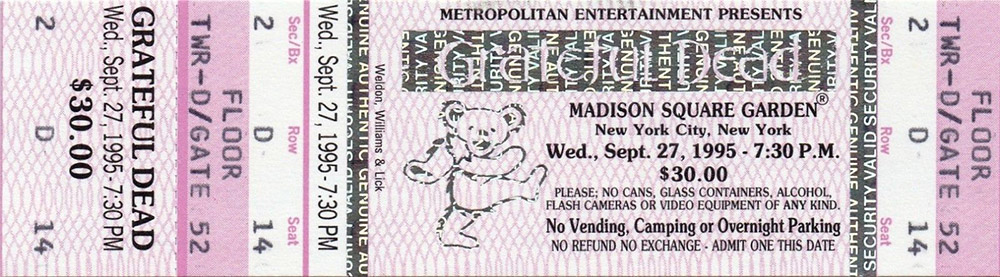 GRATEFUL DEAD
Wed., Sept. 27, 1995 - 7:30 PM
$30.00
2 D 14
TWR-D/GATE 52
FLOOR
Sec/Bx Row Seat
2 D 14
Wed., Sept. 27, 1995 - 7:30 PM
Weldon, Williams & Lick
METROPOLITAN ENTERTAINMENT PRESENTS
Grateful Dead
MADISON SQUARE GARDEN®
New York City, New York
Wed., Sept. 27, 1995 - 7:30 P.M.
$30.00
PLEASE: NO CANS, GLASS CONTAINERS, ALCOHOL,
FLASH CAMERAS OR VIDEO EQUIPMENT OF ANY KIND.
No Vending, Camping or Overnight Parking
NO REFUND NO EXCHANGE - ADMIT ONE THIS DATE
SECURITY VALID SECURITY VAL
Sec/Bx Row Seat
2 D 14
TWR-D/GATE 52
FLOOR